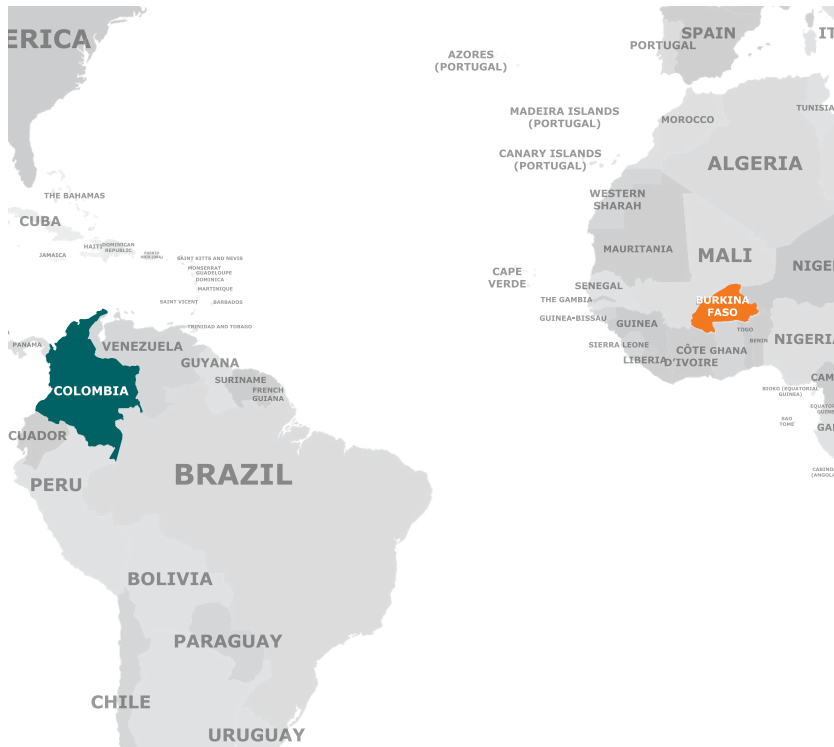 ERICA
SPAIN
IT
PORTUGAL
AZORES
(PORTUGAL)
MADEIRA ISLANDS
(PORTUGAL)
MOROCCO
TUNISIA
CANARY ISLANDS
(PORTUGAL)
ALGERIA
THE BAHAMAS
WESTERN
SHARAH
CUBA
HAITI
DOMINICAN
REPUBLIC
JAMAICA
SAINT KITTS AND NEVIS
MAURITANIA
MALI
NIGE
MONSERRAT
GUADELOUPE
DOMINICA
MARTINIQUE
CAPE
VERDE
SENEGAL
SAINT VICENT
BARBADOS
THE GAMBIA
BURKINA
FASO
GUINEA-BISSAU
GUINEA
TRINIDAD AND TOBAGO
TOGO
BENIN
NIGERIA
PANAMA
VENEZUELA
SIERRA LEONE
CÔTE GHANA
D'IVOIRE
LIBERIA
GUYANA
SURINAME
FRENCH
GUIANA
COLOMBIA
CAM
BIOKO (EQUATORIAL
GUINEA)
EQUATOR
GUINE
SAO
TOME
GA
CUADOR
CABINDA
(ANGOLA
PERU
BRAZIL
BOLIVIA
PARAGUAY
CHILE
URUGUAY